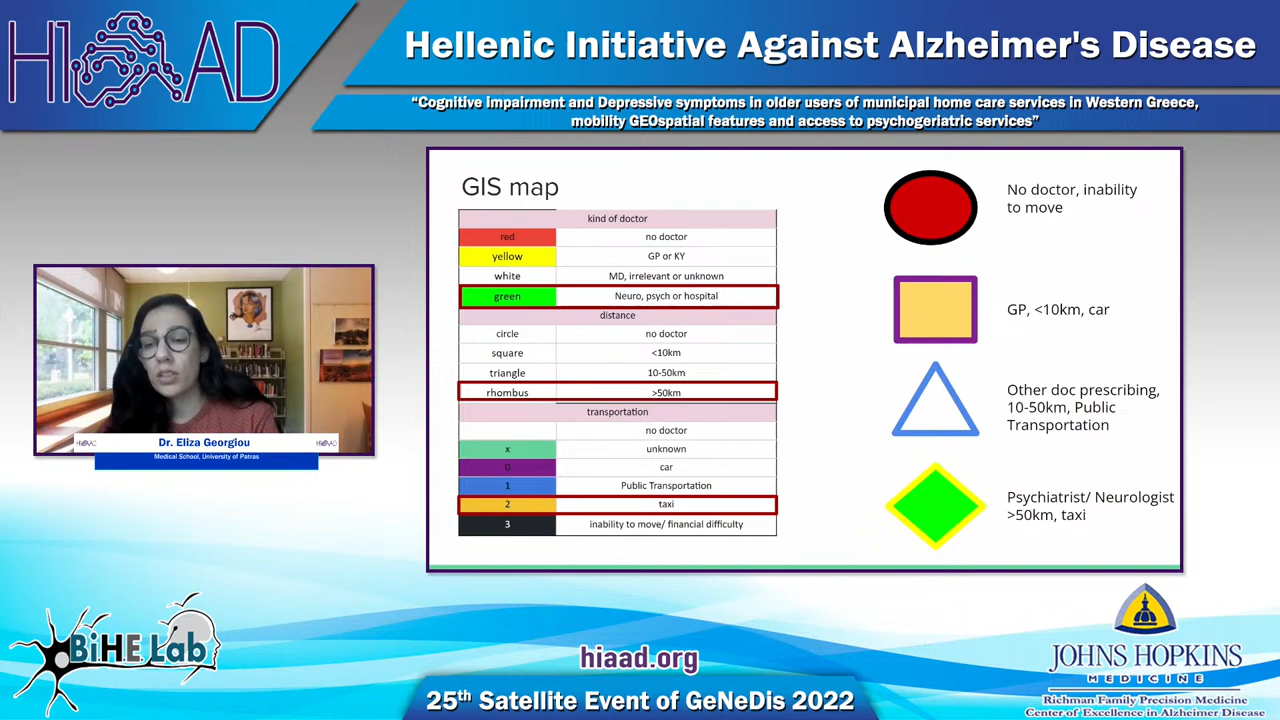 HIAAD
Hellenic Initiative Against Alzheimer's Disease
“Cognitive impairment and Depressive symptoms in older users of municipal home care services in Western Greece,
mobility GEOspatial features and access to psychogeriatric services”
GIS map
kind of doctor
red no doctor
yellow GP or KY
white MD, irrelevant or unknown
green Neuro, psych or hospital
distance
circle no doctor
square <10km
triangle 10-50km
rhombus >50km
transportation
no doctor
x unknown
0 car
1 Public Transportation
2 taxi
3 inability to move/ financial difficulty
No doctor, inability
to move
GP, <10km, car
Other doc prescribing,
10-50km, Public
Transportation
Psychiatrist/ Neurologist
>50km, taxi
HIAAD Dr. Eliza Georgiou HIAAD
Medical School, University of Patras
BiHE Lab
hiaad.org
25th Satellite Event of GeNeDis 2022
JOHNS HOPKINS
MEDICINE
Richman Family Precision Medicine
Center of Excellence in Alzheimer Disease